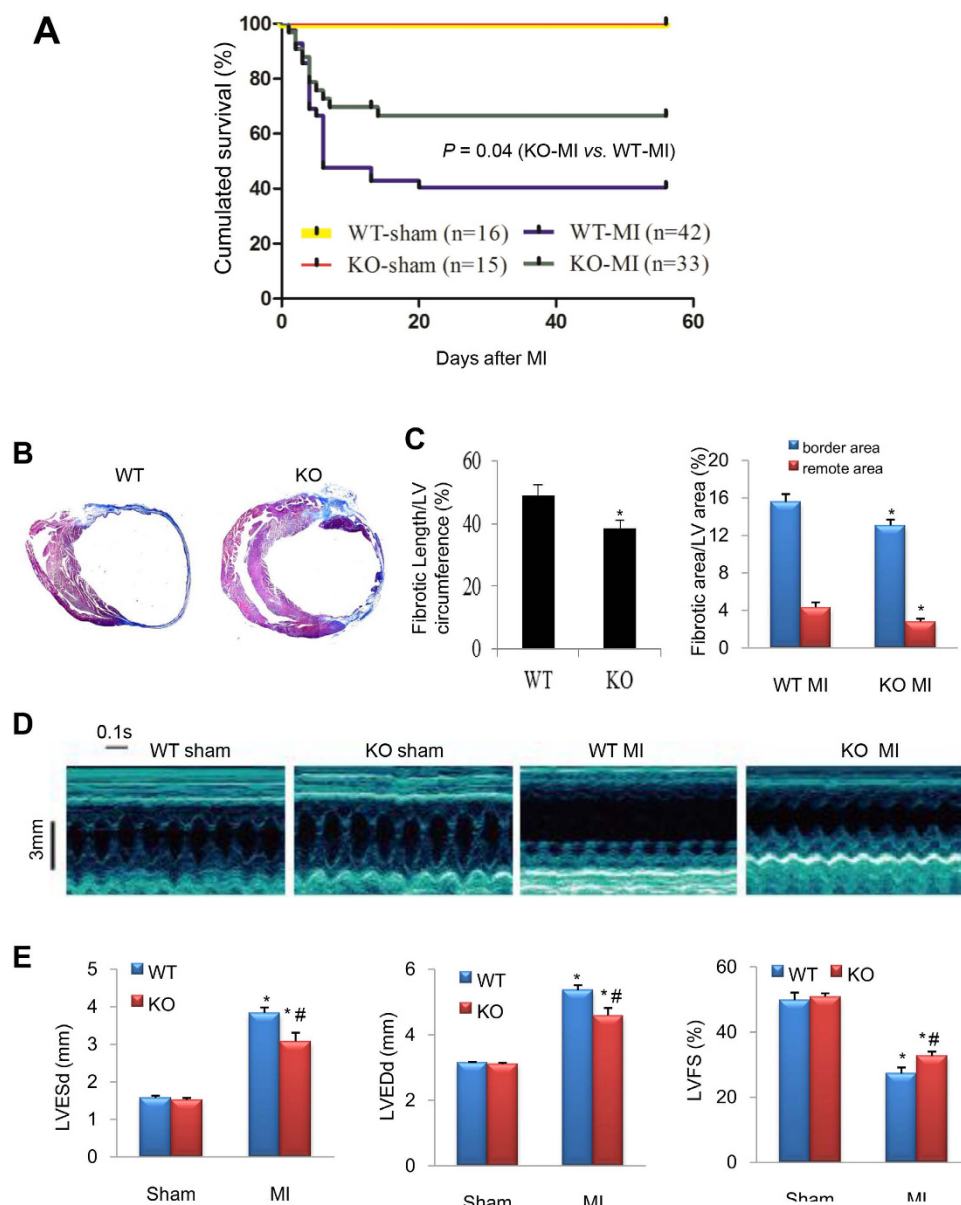 A
Cumulated survival (%)
100
80
60
40
20
0
P = 0.04 (KO-MI vs. WT-MI)
WT-sham (n=16)
WT-MI (n=42)
KO-sham (n=15)
KO-MI (n=33)
0
20
40
60
Days after MI
B
WT
KO
C
Fibrotic Length/LV
circumference (%)
60
40
20
0
WT
KO
*
border area
remote area
Fibrotic area/LV area (%)
20
16
12
8
4
0
*
*
WT MI
KO MI
D
0.1s
3mm
WT sham
KO sham
WT MI
KO MI
E
LVESd (mm)
5
4
3
2
1
0
WT
KO
*
* #
Sham
MI
LVEDd (mm)
6
4
2
0
WT
KO
*
* #
Sham
MI
LVFS (%)
60
40
20
0
WT
KO
*
* #
Sham
MI